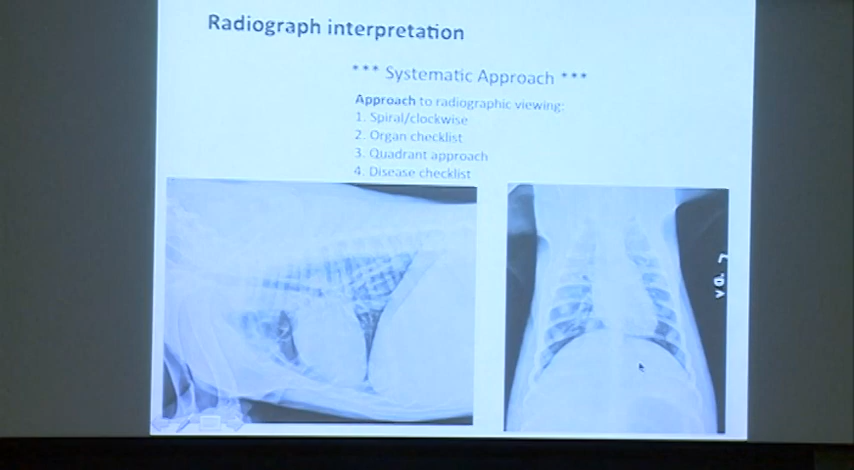 Radiograph interpretation
*** Systematic Approach ***
Approach to radiographic viewing:
1. Spiral/clockwise
2. Organ checklist
3. Quadrant approach
4. Disease checklist